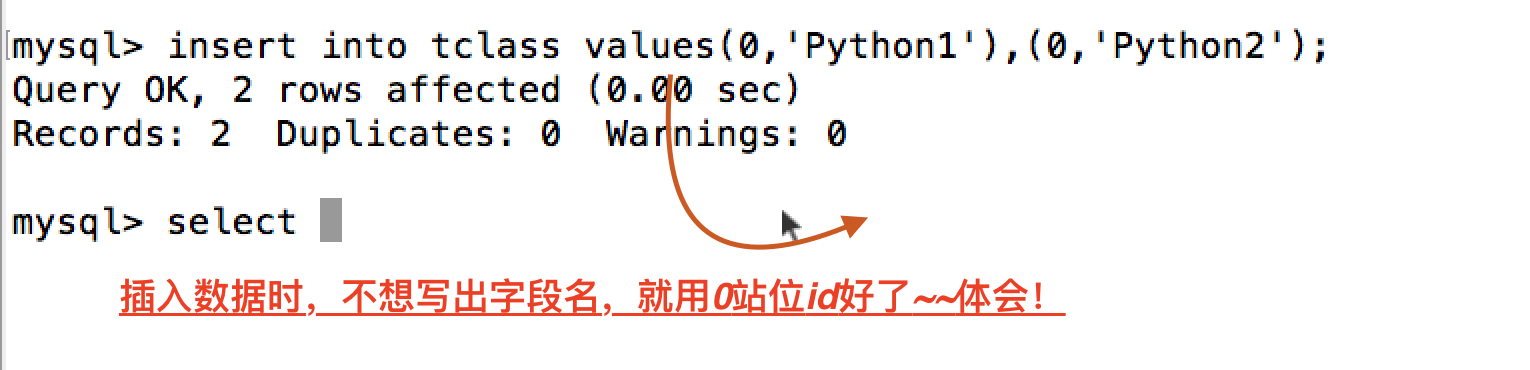 mysql> insert into tclass values(0,'Python1'),(0,'Python2');
Query OK, 2 rows affected (0.00 sec)
Records: 2  Duplicates: 0  Warnings: 0
mysql> select
插入数据时，不想写出字段名，就用0站位id好了~~体会！